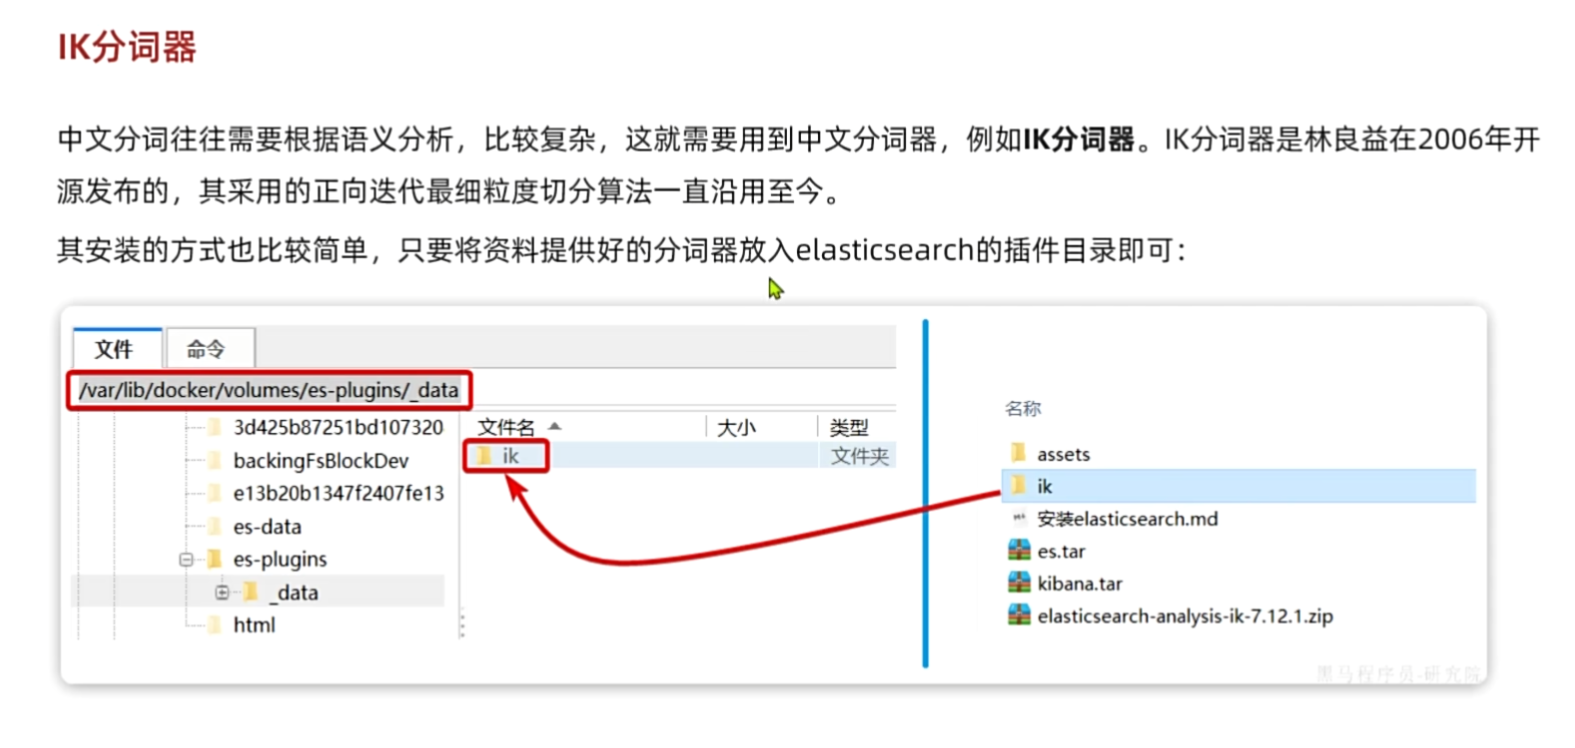 IK分词器
中文分词往往需要根据语义分析，比较复杂，这就需要用到中文分词器，例如IK分词器。IK分词器是林良益在2006年开
源发布的，其采用的正向迭代最细粒度切分算法一直沿用至今。
其安装的方式也比较简单，只要将资料提供好的分词器放入elasticsearch的插件目录即可：
文件 命令
/var/lib/docker/volumes/es-plugins/_data
3d425b87251bd107320
backingFsBlockDev
e13b20b1347f2407fe13
es-data
es-plugins
_data
html
文件名 大小 类型
ik 文件夹
名称
assets
ik
安装elasticsearch.md
es.tar
kibana.tar
elasticsearch-analysis-ik-7.12.1.zip
黑马程序员-研究院